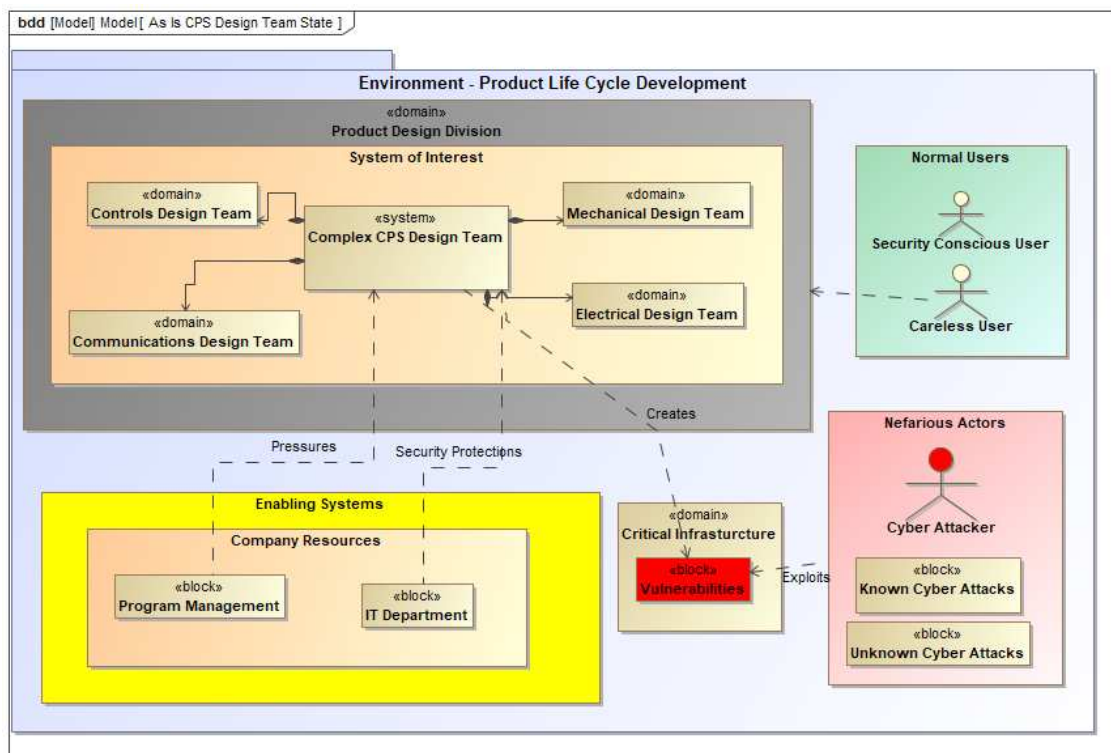 bdd [Model] Model[ As Is CPS Design Team State ]
Environment - Product Life Cycle Development
«domain»
Product Design Division
System of Interest
«domain»
Controls Design Team
«system»
Complex CPS Design Team
«domain»
Mechanical Design Team
«domain»
Communications Design Team
«domain»
Electrical Design Team
Normal Users
Security Conscious User
Careless User
Pressures
Security Protections
Creates
Enabling Systems
Company Resources
«block»
Program Management
«block»
IT Department
«domain»
Critical Infrasturcture
«block»
Vulnerabilities
Exploits
Nefarious Actors
Cyber Attacker
«block»
Known Cyber Attacks
«block»
Unknown Cyber Attacks